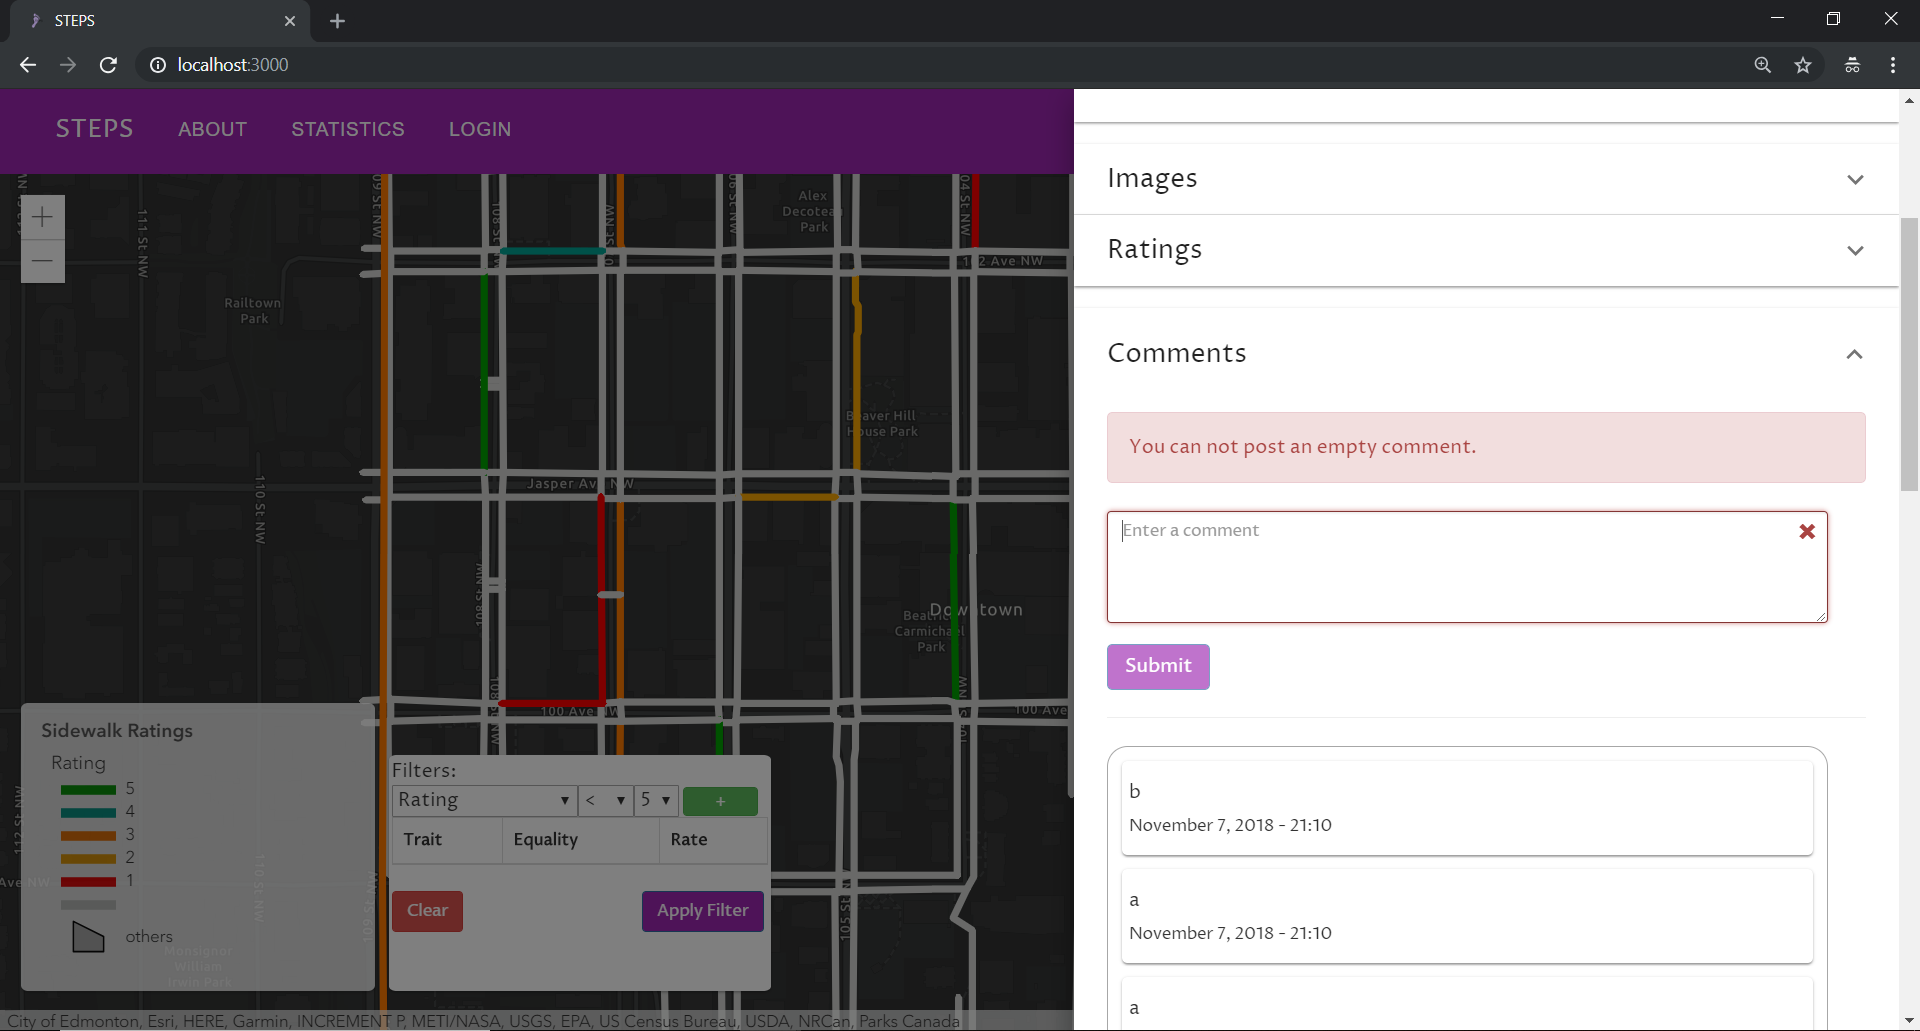 STEPS
localhost:3000
STEPS ABOUT STATISTICS LOGIN
Images
Ratings
Comments
You can not post an empty comment.
Enter a comment
Submit
b
November 7, 2018 - 21:10
a
November 7, 2018 - 21:10
a
Alex
Decoteau
Park
111 St NW
102 Ave NW
Railtown
Park
Beaver Hill
House Park
Jasper Ave NW
110 St NW
108 St NW
Downtown
Beatrice
Carmichael
Park
100 Ave NW
100 Ave
Sidewalk Ratings
Rating
5
4
3
2
1
others
112 St NW
Ave NW
110 St NW
109 St NW
105 St NW
Monsignor
William
Irwin Park
Filters:
Rating < 5 +
Trait Equality Rate
Clear Apply Filter
City of Edmonton, Esri, HERE, Garmin, INCREMENT P, METI/NASA, USGS, EPA, US Census Bureau, USDA, NRCan, Parks Canada